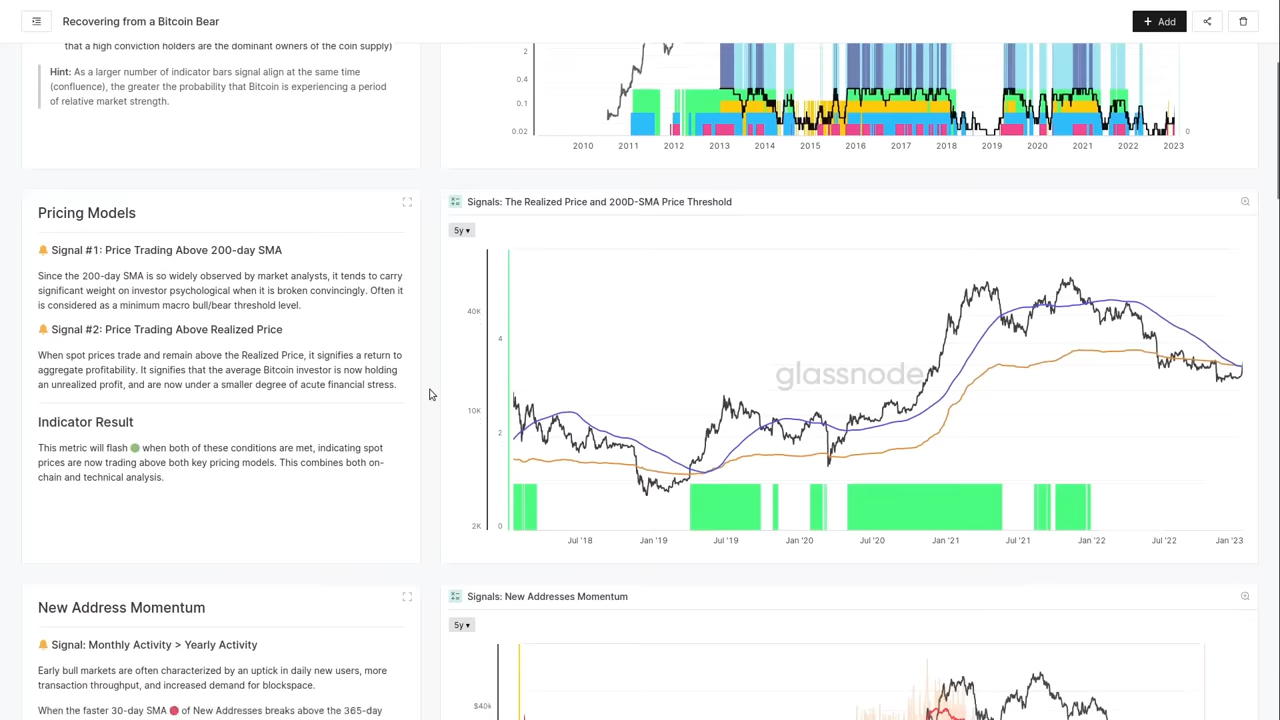 Recovering from a Bitcoin Bear
Add
that a high conviction holders are the dominant owners of the coin supply)
Hint: As a larger number of indicator bars signal align at the same time
(confluence), the greater the probability that Bitcoin is experiencing a period
of relative market strength.
2
0.4
0.1
0.02
0
2010 2011 2012 2013 2014 2015 2016 2017 2018 2019 2020 2021 2022 2023
Pricing Models
Signal #1: Price Trading Above 200-day SMA
Since the 200-day SMA is so widely observed by market analysts, it tends to carry
significant weight on investor psychological when it is broken convincingly. Often it
is considered as a minimum macro bull/bear threshold level.
Signal #2: Price Trading Above Realized Price
When spot prices trade and remain above the Realized Price, it signifies a return to
aggregate profitability. It signifies that the average Bitcoin investor is now holding
an unrealized profit, and are now under a smaller degree of acute financial stress.
Indicator Result
This metric will flash when both of these conditions are met, indicating spot
prices are now trading above both key pricing models. This combines both on-
chain and technical analysis.
Signals: The Realized Price and 200D-SMA Price Threshold
5y ▾
40K
4
glassnode
10K
2
2K 0
Jul '18 Jan '19 Jul '19 Jan '20 Jul '20 Jan '21 Jul '21 Jan '22 Jul '22 Jan '23
New Address Momentum
Signal: Monthly Activity > Yearly Activity
Early bull markets are often characterized by an uptick in daily new users, more
transaction throughput, and increased demand for blockspace.
When the faster 30-day SMA of New Addresses breaks above the 365-day
Signals: New Addresses Momentum
5y ▾
$40k